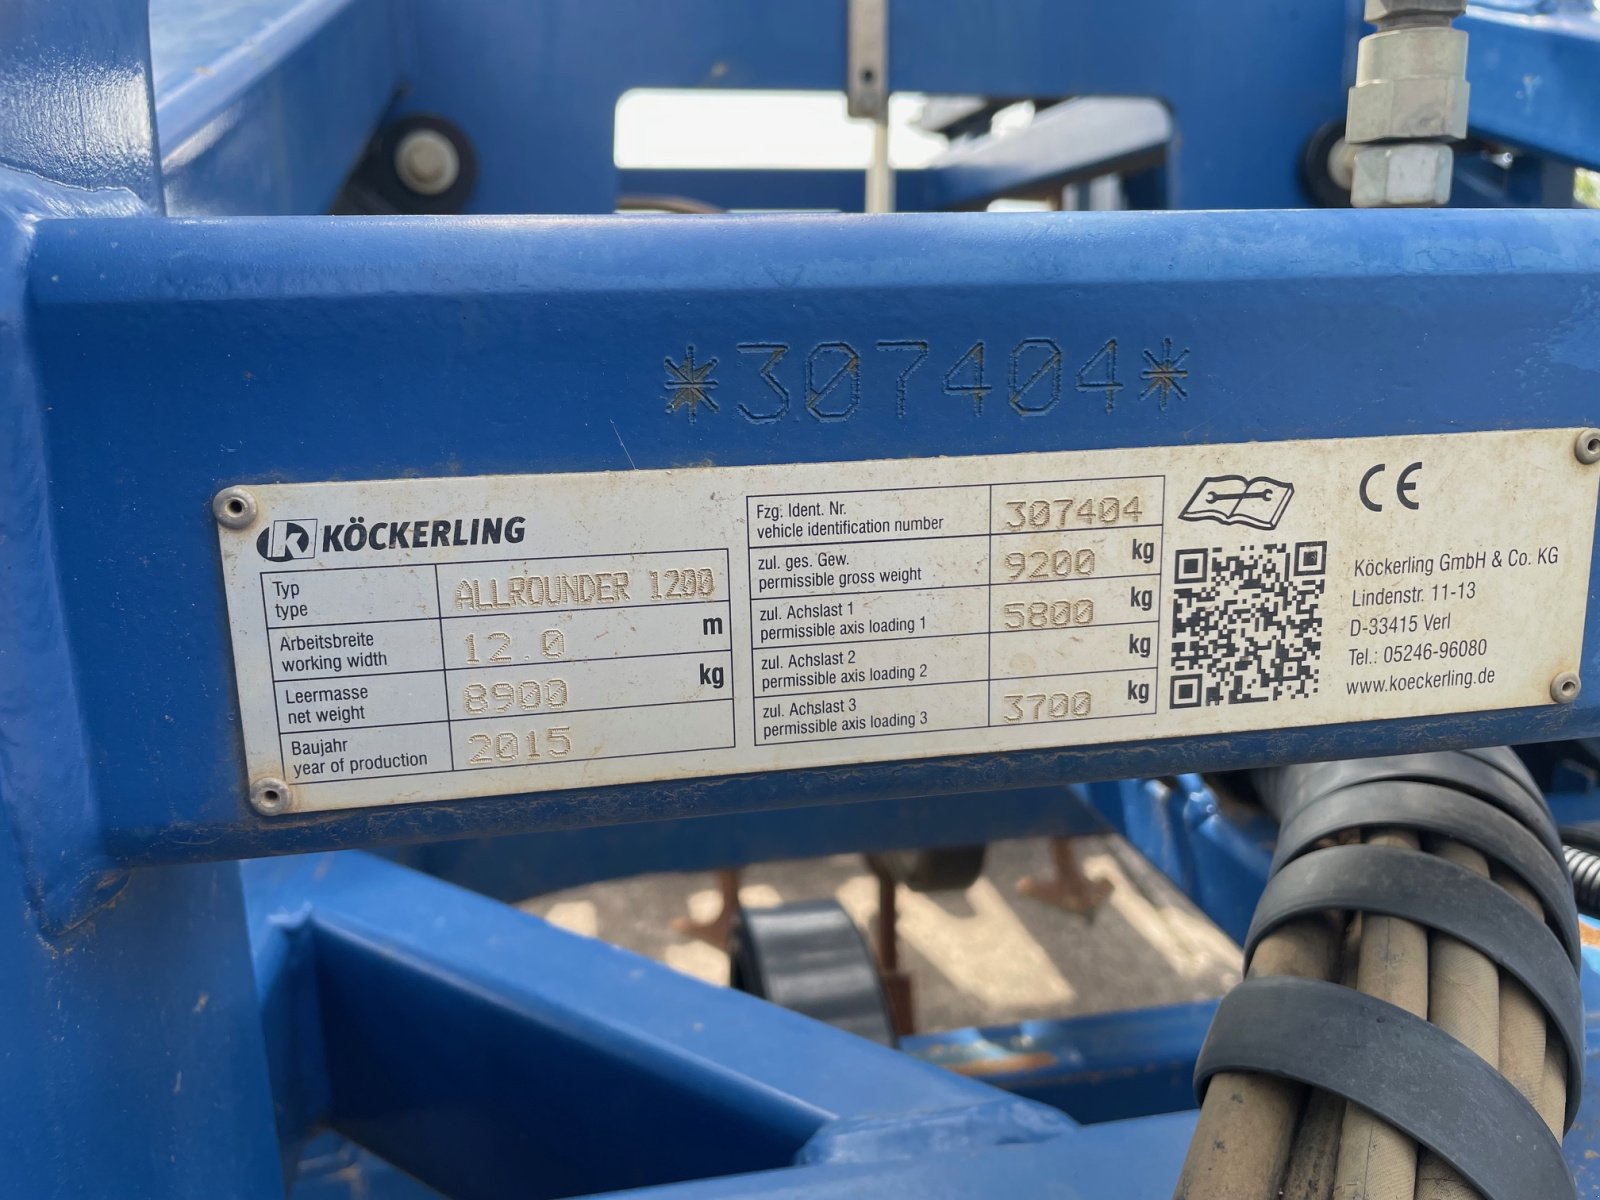 *307404*
KÖCKERLING
Typ
type
ALLROUNDER 1200
Arbeitsbreite
working width
12.0 m
Leermasse
net weight
8900 kg
Baujahr
year of production
2015
Fzg. Ident. Nr.
vehicle identification number
307404
zul. ges. Gew.
permissible gross weight
9200 kg
zul. Achslast 1
permissible axis loading 1
5800 kg
zul. Achslast 2
permissible axis loading 2
kg
zul. Achslast 3
permissible axis loading 3
3700 kg
CE
Köckerling GmbH & Co. KG
Lindenstr. 11-13
D-33415 Verl
Tel.: 05246-96080
www.koeckerling.de